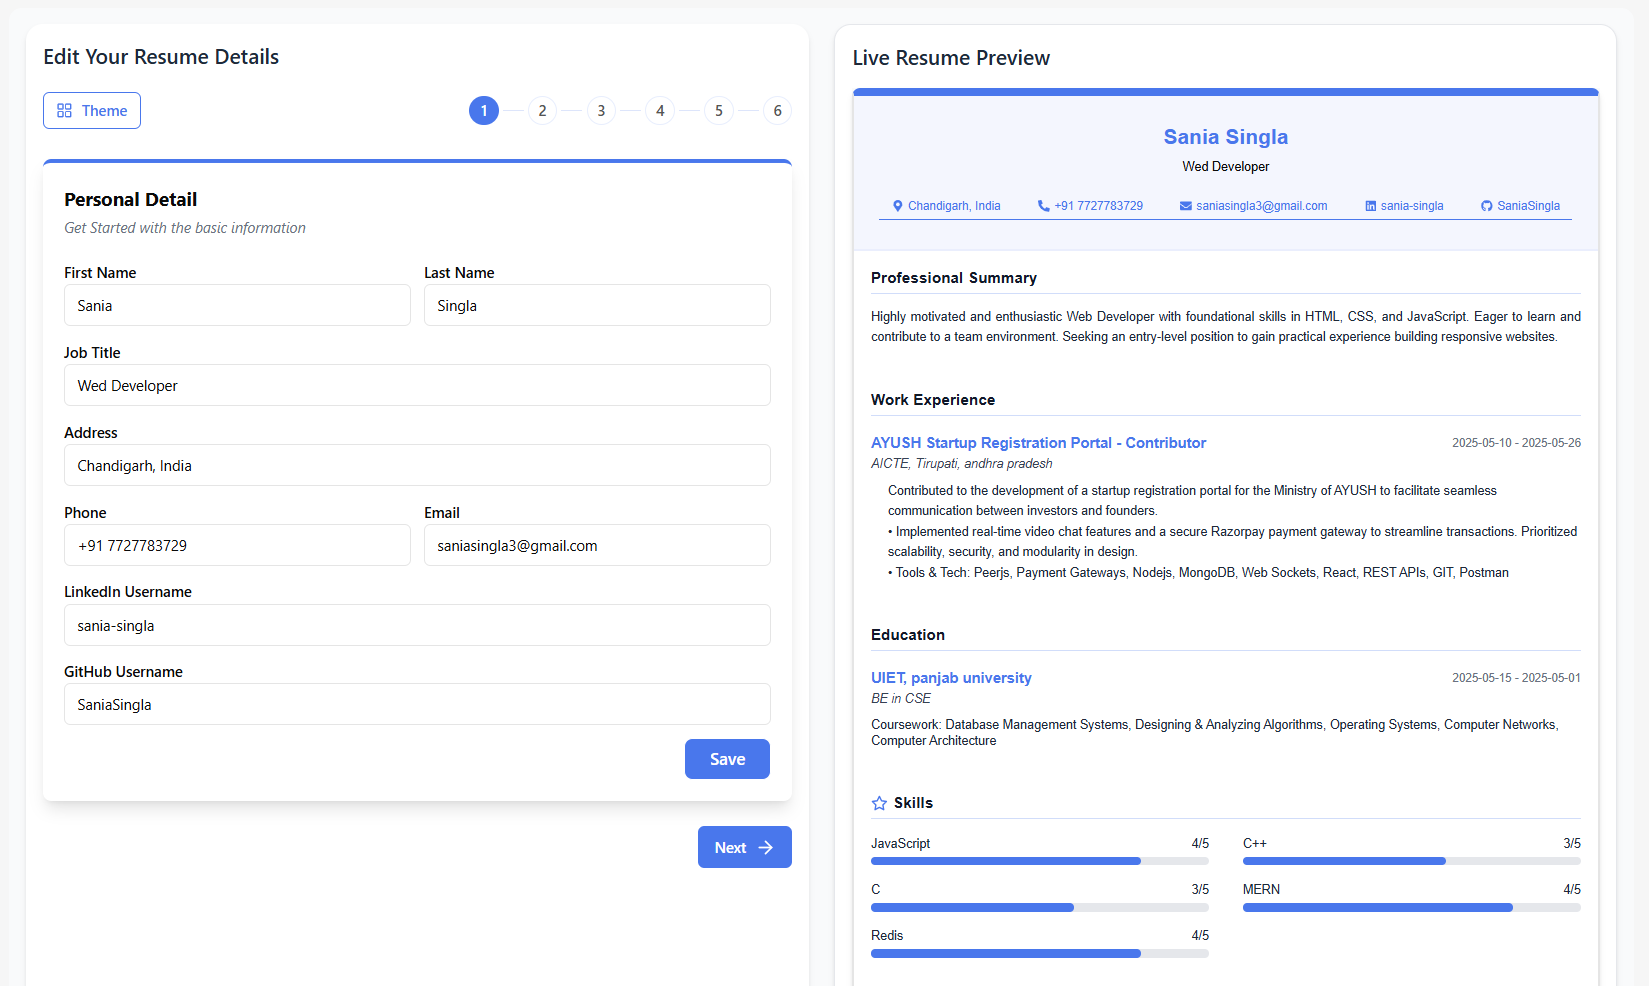 Edit Your Resume Details
Theme
1 2 3 4 5 6
Personal Detail
Get Started with the basic information
First Name Last Name
Sania Singla
Job Title
Wed Developer
Address
Chandigarh, India
Phone Email
+91 7727783729 saniasingla3@gmail.com
LinkedIn Username
sania-singla
GitHub Username
SaniaSingla
Save
Next
Live Resume Preview
Sania Singla
Wed Developer
Chandigarh, India +91 7727783729 saniasingla3@gmail.com sania-singla SaniaSingla
Professional Summary
Highly motivated and enthusiastic Web Developer with foundational skills in HTML, CSS, and JavaScript. Eager to learn and
contribute to a team environment. Seeking an entry-level position to gain practical experience building responsive websites.
Work Experience
AYUSH Startup Registration Portal - Contributor 2025-05-10 - 2025-05-26
AICTE, Tirupati, andhra pradesh
Contributed to the development of a startup registration portal for the Ministry of AYUSH to facilitate seamless
communication between investors and founders.
• Implemented real-time video chat features and a secure Razorpay payment gateway to streamline transactions. Prioritized
scalability, security, and modularity in design.
• Tools & Tech: Peerjs, Payment Gateways, Nodejs, MongoDB, Web Sockets, React, REST APIs, GIT, Postman
Education
UIET, panjab university 2025-05-15 - 2025-05-01
BE in CSE
Coursework: Database Management Systems, Designing & Analyzing Algorithms, Operating Systems, Computer Networks,
Computer Architecture
Skills
JavaScript 4/5 C++ 3/5
C 3/5 MERN 4/5
Redis 4/5